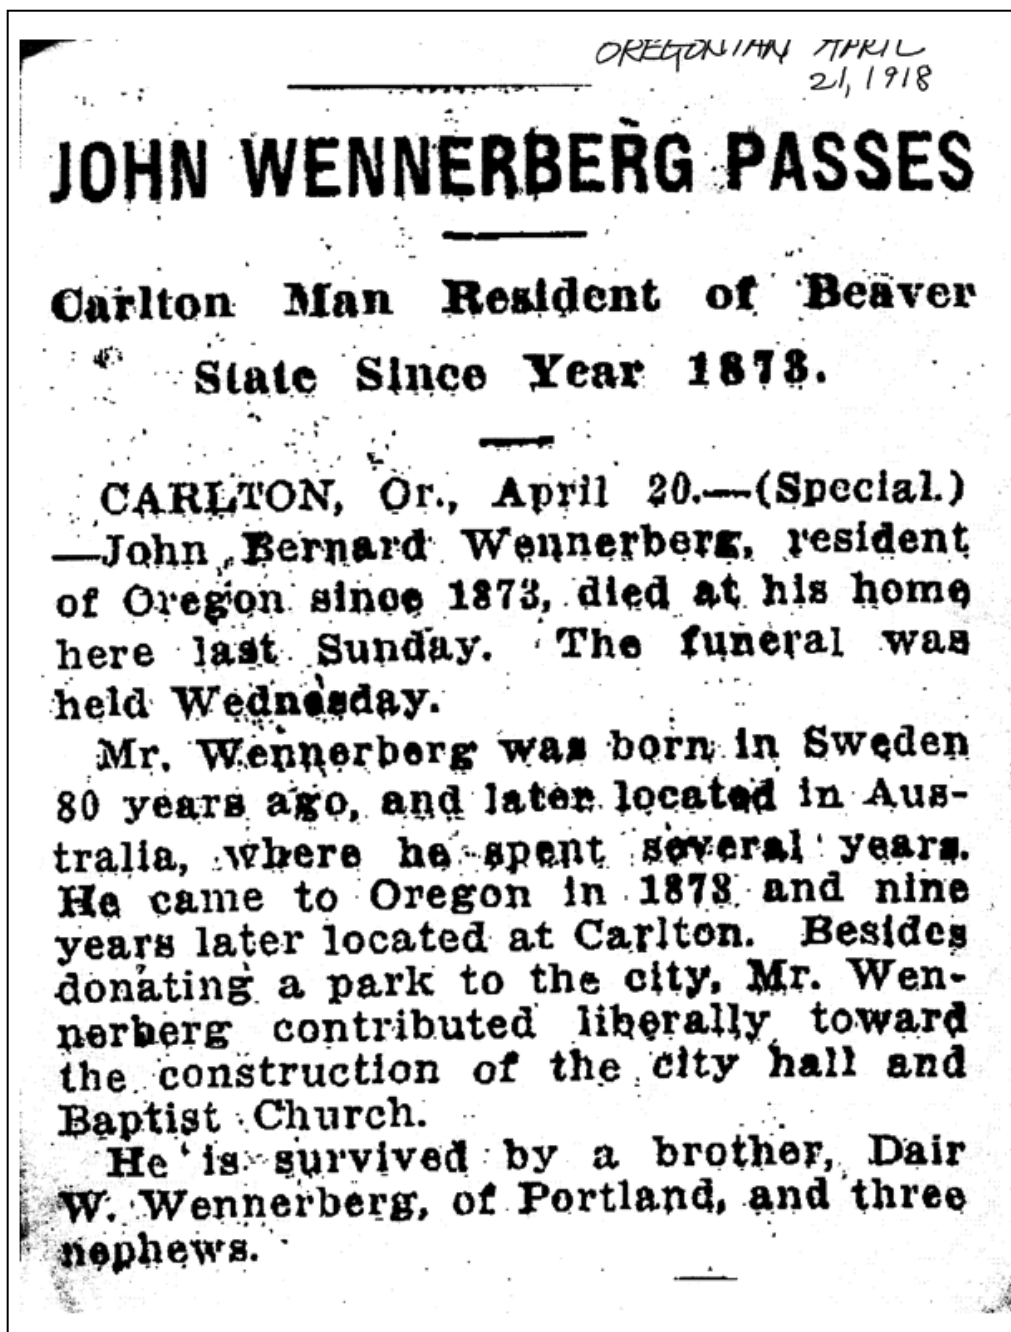 OREGONIAN APRIL
21, 1918
JOHN WENNERBERG PASSES
Carlton Man Resident of Beaver
State Since Year 1873.
CARLTON, Or., April 20.—(Special.)
—John Bernard Wennerberg, resident
of Oregon since 1873, died at his home
here last Sunday. The funeral was
held Wednesday.
Mr. Wennerberg was born in Sweden
80 years ago, and later located in Aus-
tralia, where he spent several years.
He came to Oregon in 1873 and nine
years later located at Carlton. Besides
donating a park to the city, Mr. Wen-
nerberg contributed liberally toward
the construction of the city hall and
Baptist Church.
He is survived by a brother, Dair
W. Wennerberg, of Portland, and three
nephews.